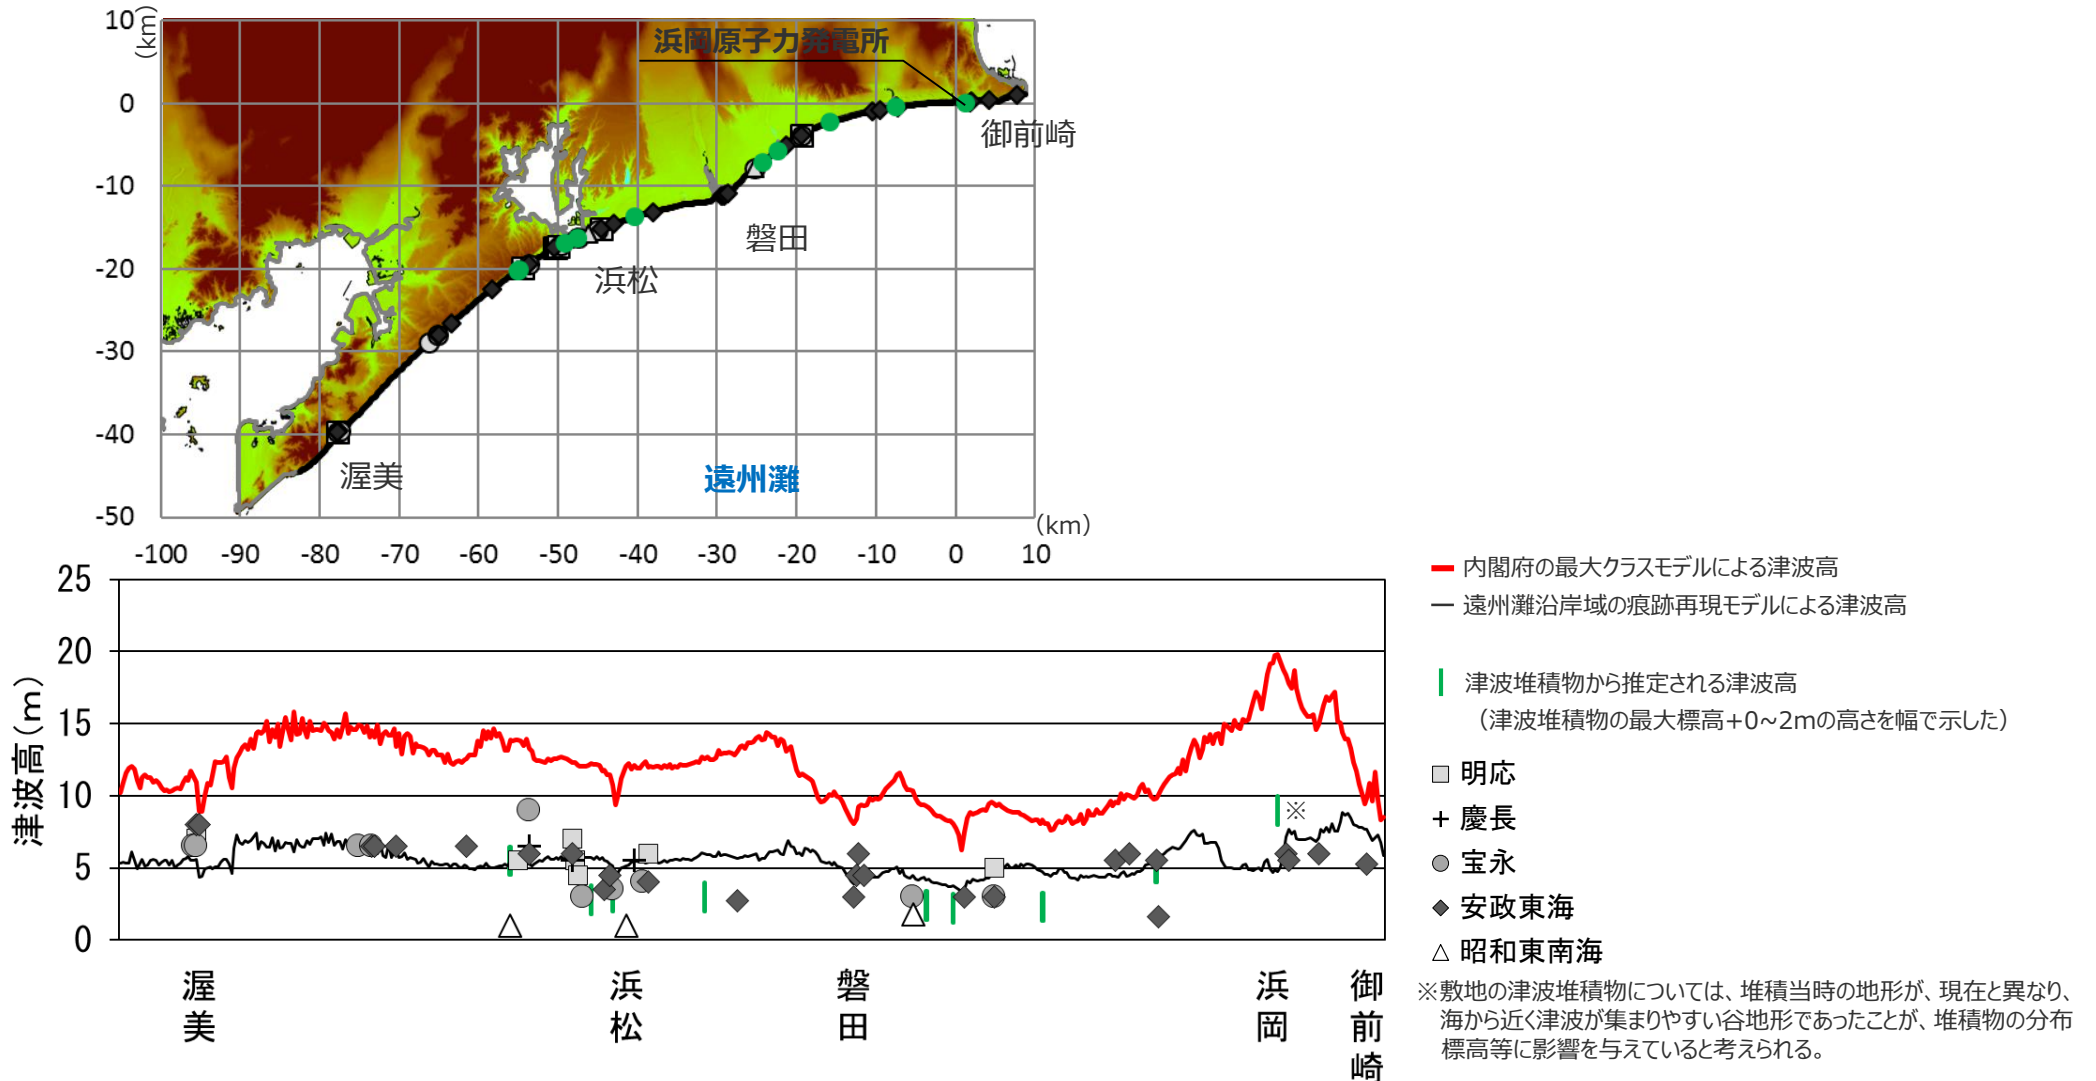 10
(km)
0
-10
-20
-30
-40
-50
浜岡原子力発電所
御前崎
磐田
浜松
渥美
遠州灘
(km)
-100 -90 -80 -70 -60 -50 -40 -30 -20 -10 0 10
25
20
15
10
5
0
津波高(m)
※
渥美
浜松
磐田
浜岡
御前崎
内閣府の最大クラスモデルによる津波高
遠州灘沿岸域の痕跡再現モデルによる津波高
津波堆積物から推定される津波高
(津波堆積物の最大標高+0~2mの高さを幅で示した)
明応
慶長
宝永
安政東海
昭和東南海
※敷地の津波堆積物については、堆積当時の地形が、現在と異なり、
海から近く津波が集まりやすい谷地形であったことが、堆積物の分布
標高等に影響を与えていると考えられる。